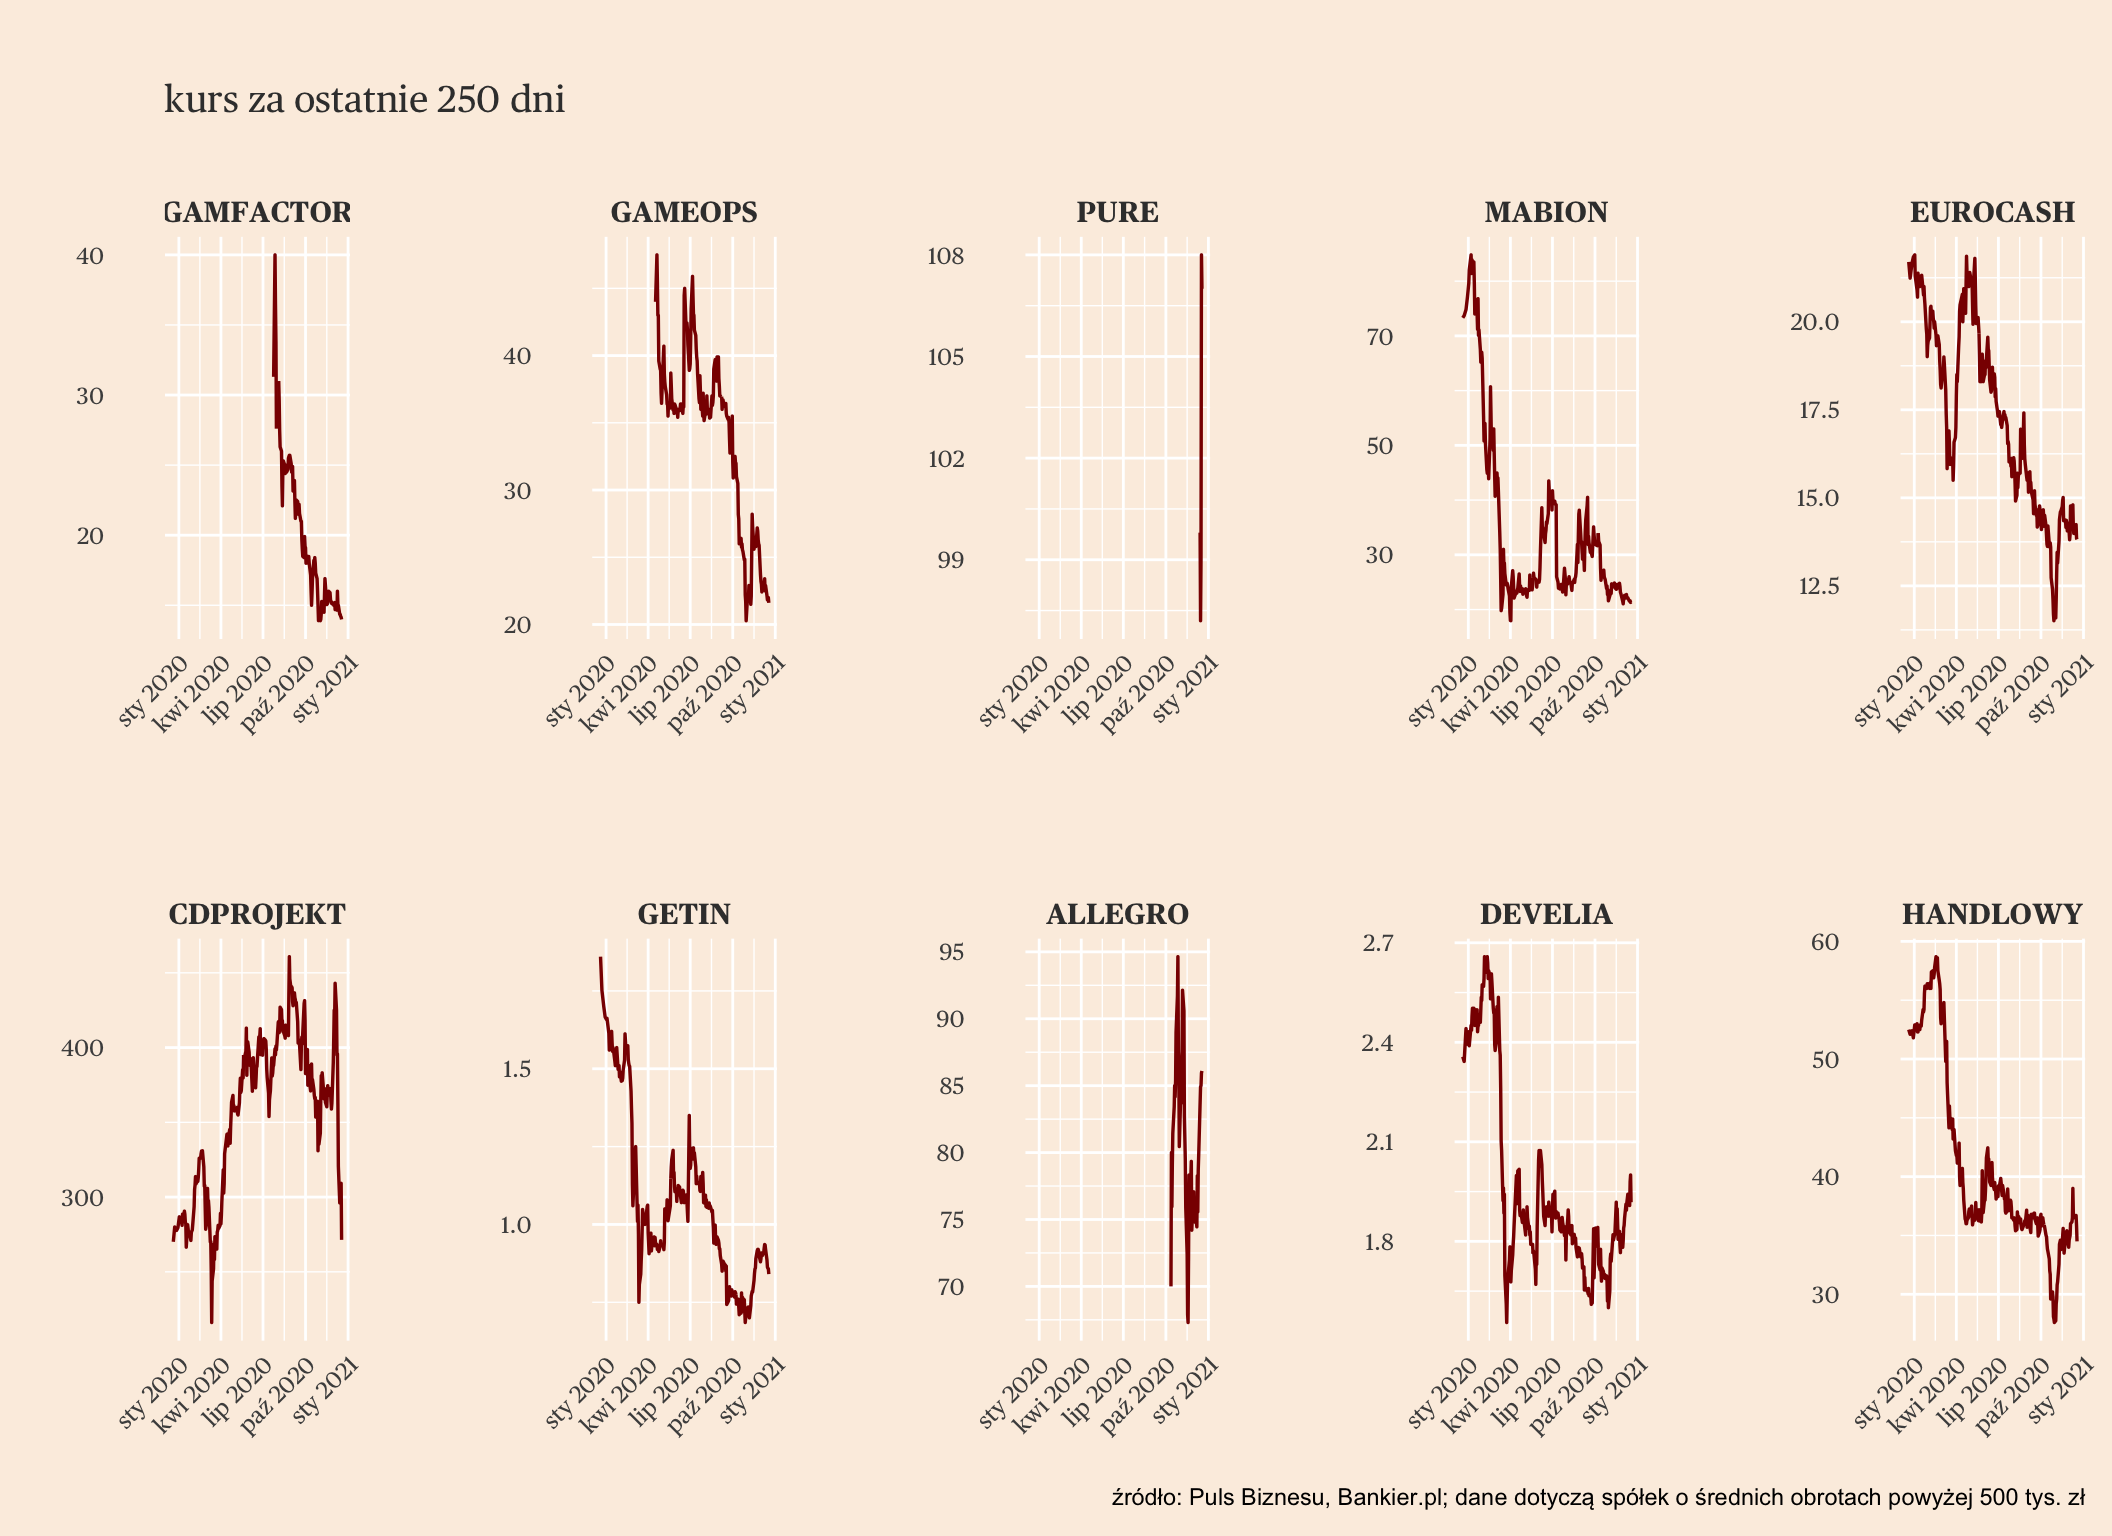 kurs za ostatnie 250 dni
GAMFACTOR
GAMEOPS
PURE
MABION
EUROCASH
40
30
20
40
30
20
108
105
102
99
70
50
30
20.0
17.5
15.0
12.5
sty 2020
kwi 2020
lip 2020
paź 2020
sty 2021
sty 2020
kwi 2020
lip 2020
paź 2020
sty 2021
sty 2020
kwi 2020
lip 2020
paź 2020
sty 2021
sty 2020
kwi 2020
lip 2020
paź 2020
sty 2021
sty 2020
kwi 2020
lip 2020
paź 2020
sty 2021
CDPROJEKT
GETIN
ALLEGRO
DEVELIA
HANDLOWY
400
300
1.5
1.0
95
90
85
80
75
70
2.7
2.4
2.1
1.8
60
50
40
30
sty 2020
kwi 2020
lip 2020
paź 2020
sty 2021
sty 2020
kwi 2020
lip 2020
paź 2020
sty 2021
sty 2020
kwi 2020
lip 2020
paź 2020
sty 2021
sty 2020
kwi 2020
lip 2020
paź 2020
sty 2021
sty 2020
kwi 2020
lip 2020
paź 2020
sty 2021
źródło: Puls Biznesu, Bankier.pl; dane dotyczą spółek o średnich obrotach powyżej 500 tys. zł